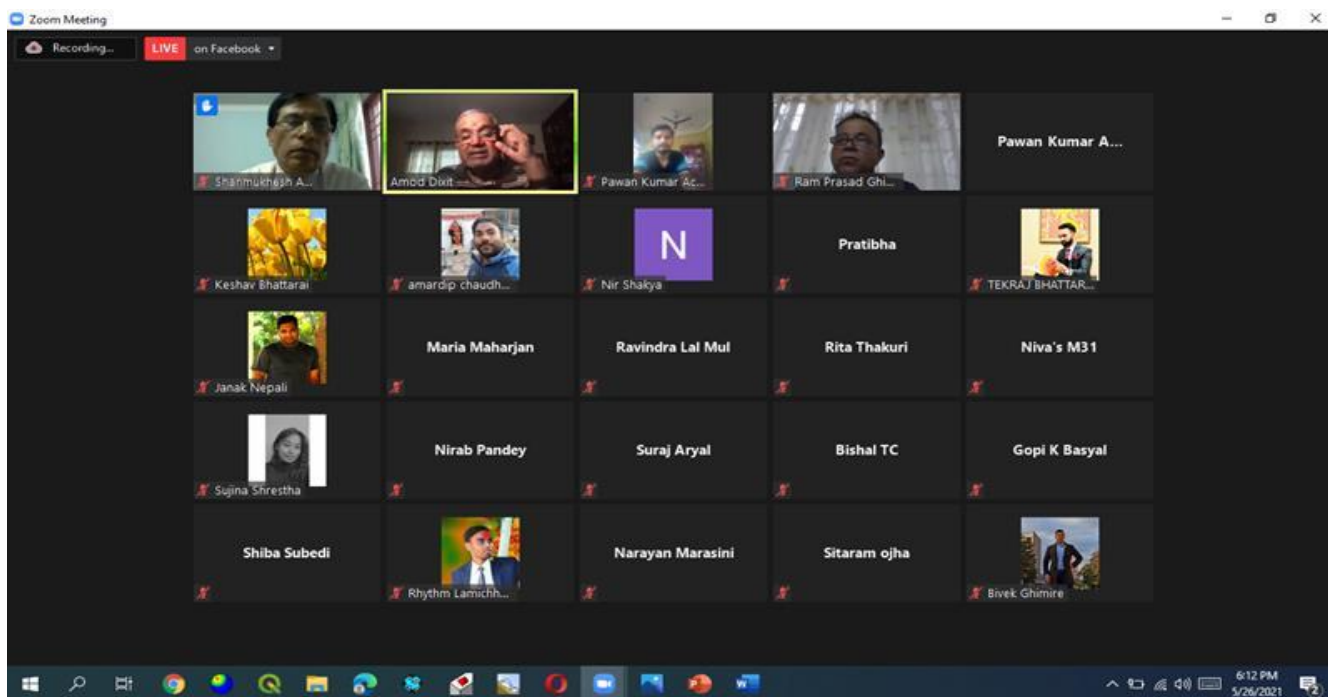 Zoom Meeting
Recording...
LIVE on Facebook
Shanmukhesh A...
Amod Dixit
Pawan Kumar Ac...
Ram Prasad Ghi...
Pawan Kumar A...
Keshav Bhattarai
amardip chaudh...
N
Nir Shakya
Pratibha
TEKRAJ BHATTAR...
Janak Nepali
Maria Maharjan
Ravindra Lal Mul
Rita Thakuri
Niva's M31
Sujina Shrestha
Nirab Pandey
Suraj Aryal
Bishal TC
Gopi K Basyal
Shiba Subedi
Rhythm Lamichh...
Narayan Marasini
Sitaram ojha
Bivek Ghimire
6:12 PM
5/26/2021
2